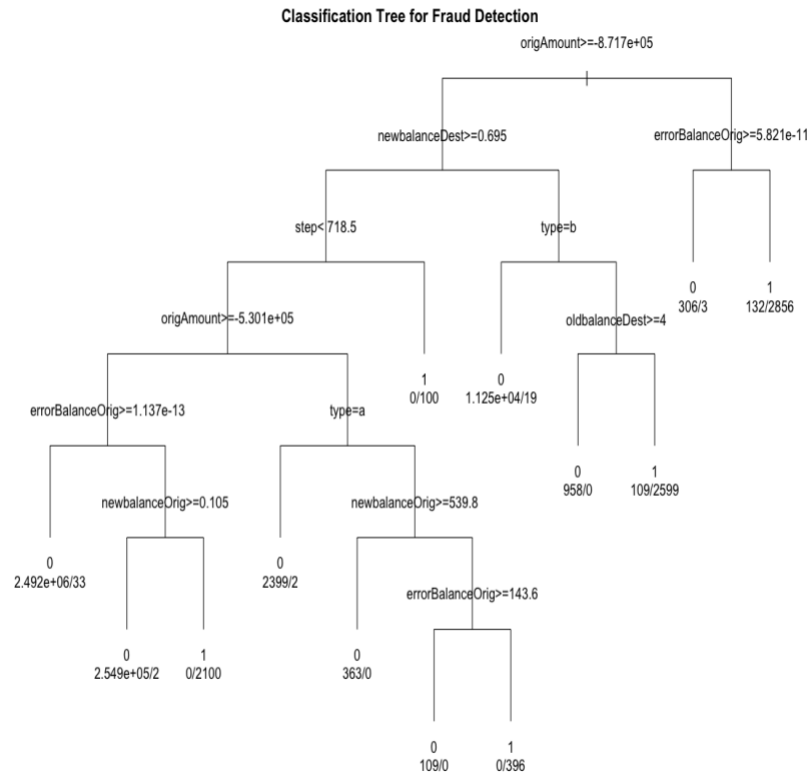 Classification Tree for Fraud Detection
origAmount>=-8.717e+05
newbalanceDest>=0.695
errorBalanceOrig>=5.821e-11
step< 718.5
type=b
0
306/3
1
132/2856
origAmount>=-5.301e+05
oldbalanceDest>=4
1
0/100
0
1.125e+04/19
errorBalanceOrig>=1.137e-13
type=a
0
958/0
1
109/2599
newbalanceOrig>=0.105
newbalanceOrig>=539.8
0
2.492e+06/33
0
2399/2
errorBalanceOrig>=143.6
0
2.549e+05/2
1
0/2100
0
363/0
0
109/0
1
0/396